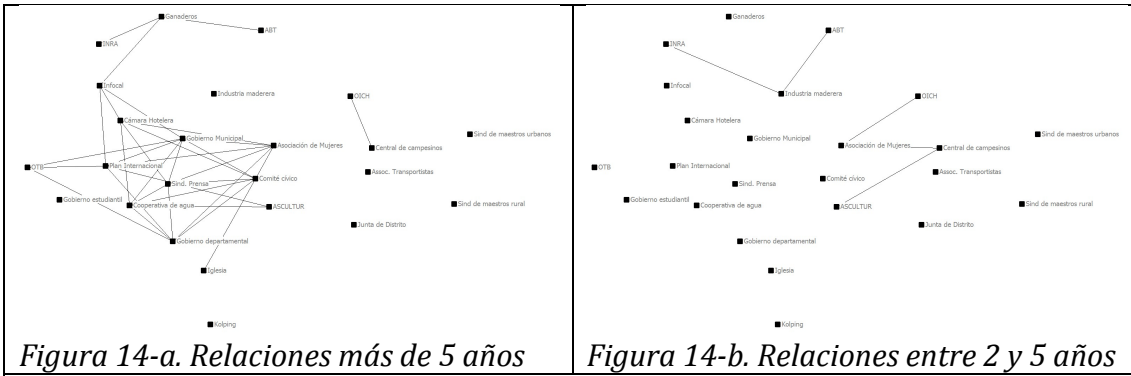 Ganaderos
ABT
INRA
Infocal
Industria maderera
OICH
Cámara Hotelera
Sind de maestros urbanos
Gobierno Municipal
Asociación de Mujeres
Central de campesinos
OTB
Plan Internacional
Assoc. Transportistas
Sind. Prensa
Comité cívico
Gobierno estudiantil
Cooperativa de agua
ASCULTUR
Sind de maestros rural
Junta de Distrito
Gobierno departamental
Iglesia
Kolping
Figura 14-a. Relaciones más de 5 años
Ganaderos
ABT
INRA
Infocal
Industria maderera
OICH
Cámara Hotelera
Sind de maestros urbanos
Gobierno Municipal
Asociación de Mujeres
Central de campesinos
OTB
Plan Internacional
Assoc. Transportistas
Sind. Prensa
Comité cívico
Gobierno estudiantil
Cooperativa de agua
ASCULTUR
Sind de maestros rural
Junta de Distrito
Gobierno departamental
Iglesia
Kolping
Figura 14-b. Relaciones entre 2 y 5 años